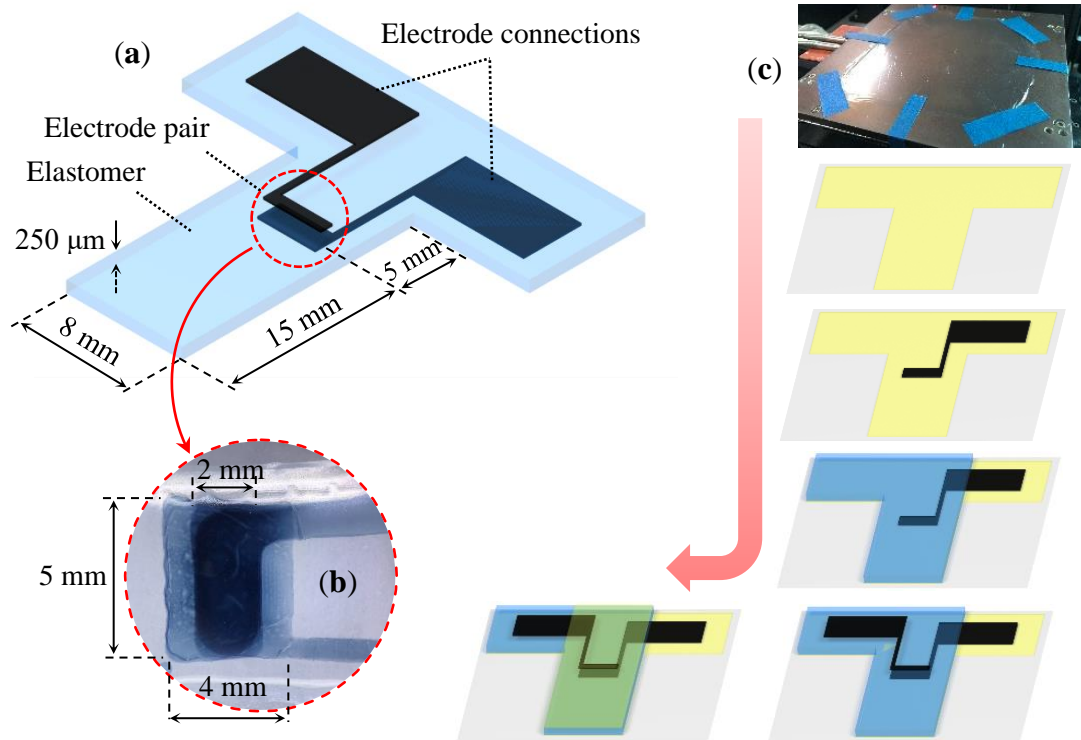 (a)
Electrode connections
(c)
Electrode pair
Elastomer
250 μm
5 mm
15 mm
8 mm
2 mm
5 mm
(b)
4 mm